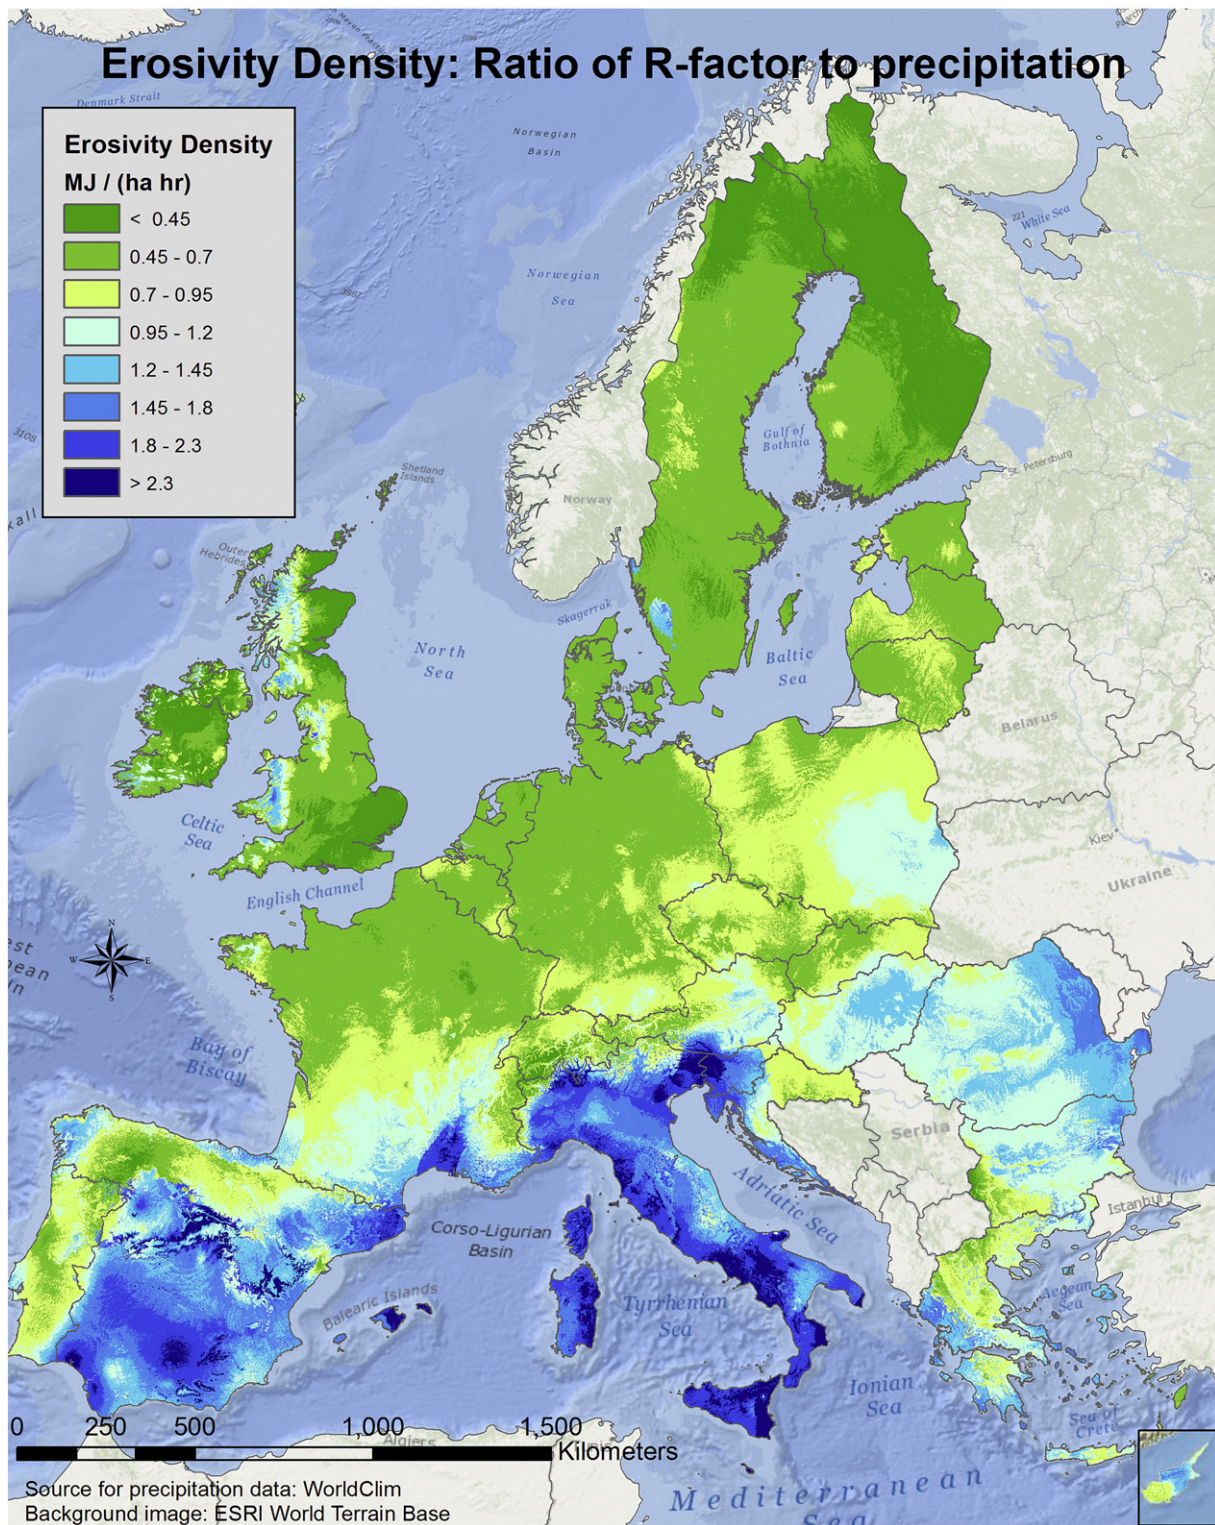 Erosivity Density: Ratio of R-factor to precipitation
Denmark Strait
Norwegian
Basin
Erosivity Density
MJ / (ha hr)
< 0.45
0.45 - 0.7
0.7 - 0.95
0.95 - 1.2
1.2 - 1.45
1.45 - 1.8
1.8 - 2.3
> 2.3
221
White Sea
Norwegian
Sea
3108
Gulf of
Bothnia
St. Petersburg
Shetland
Islands
Norway
Outer
Hebrides
Skagerrak
North
Sea
Baltic
Sea
Belarus
Celtic
Sea
Kiev
Ukraine
English Channel
N
W
E
S
Bay of
Biscay
Serbia
Adriatic Sea
Istanbul
Corso-Ligurian
Basin
Balearic Islands
Tyrrhenian
Sea
Aegean
Sea
Ionian
Sea
Sea of
Crete
0 250 500 1,000 1,500
Kilometers
Algiers
Source for precipitation data: WorldClim
Background image: ESRI World Terrain Base
Mediterranean
Sea